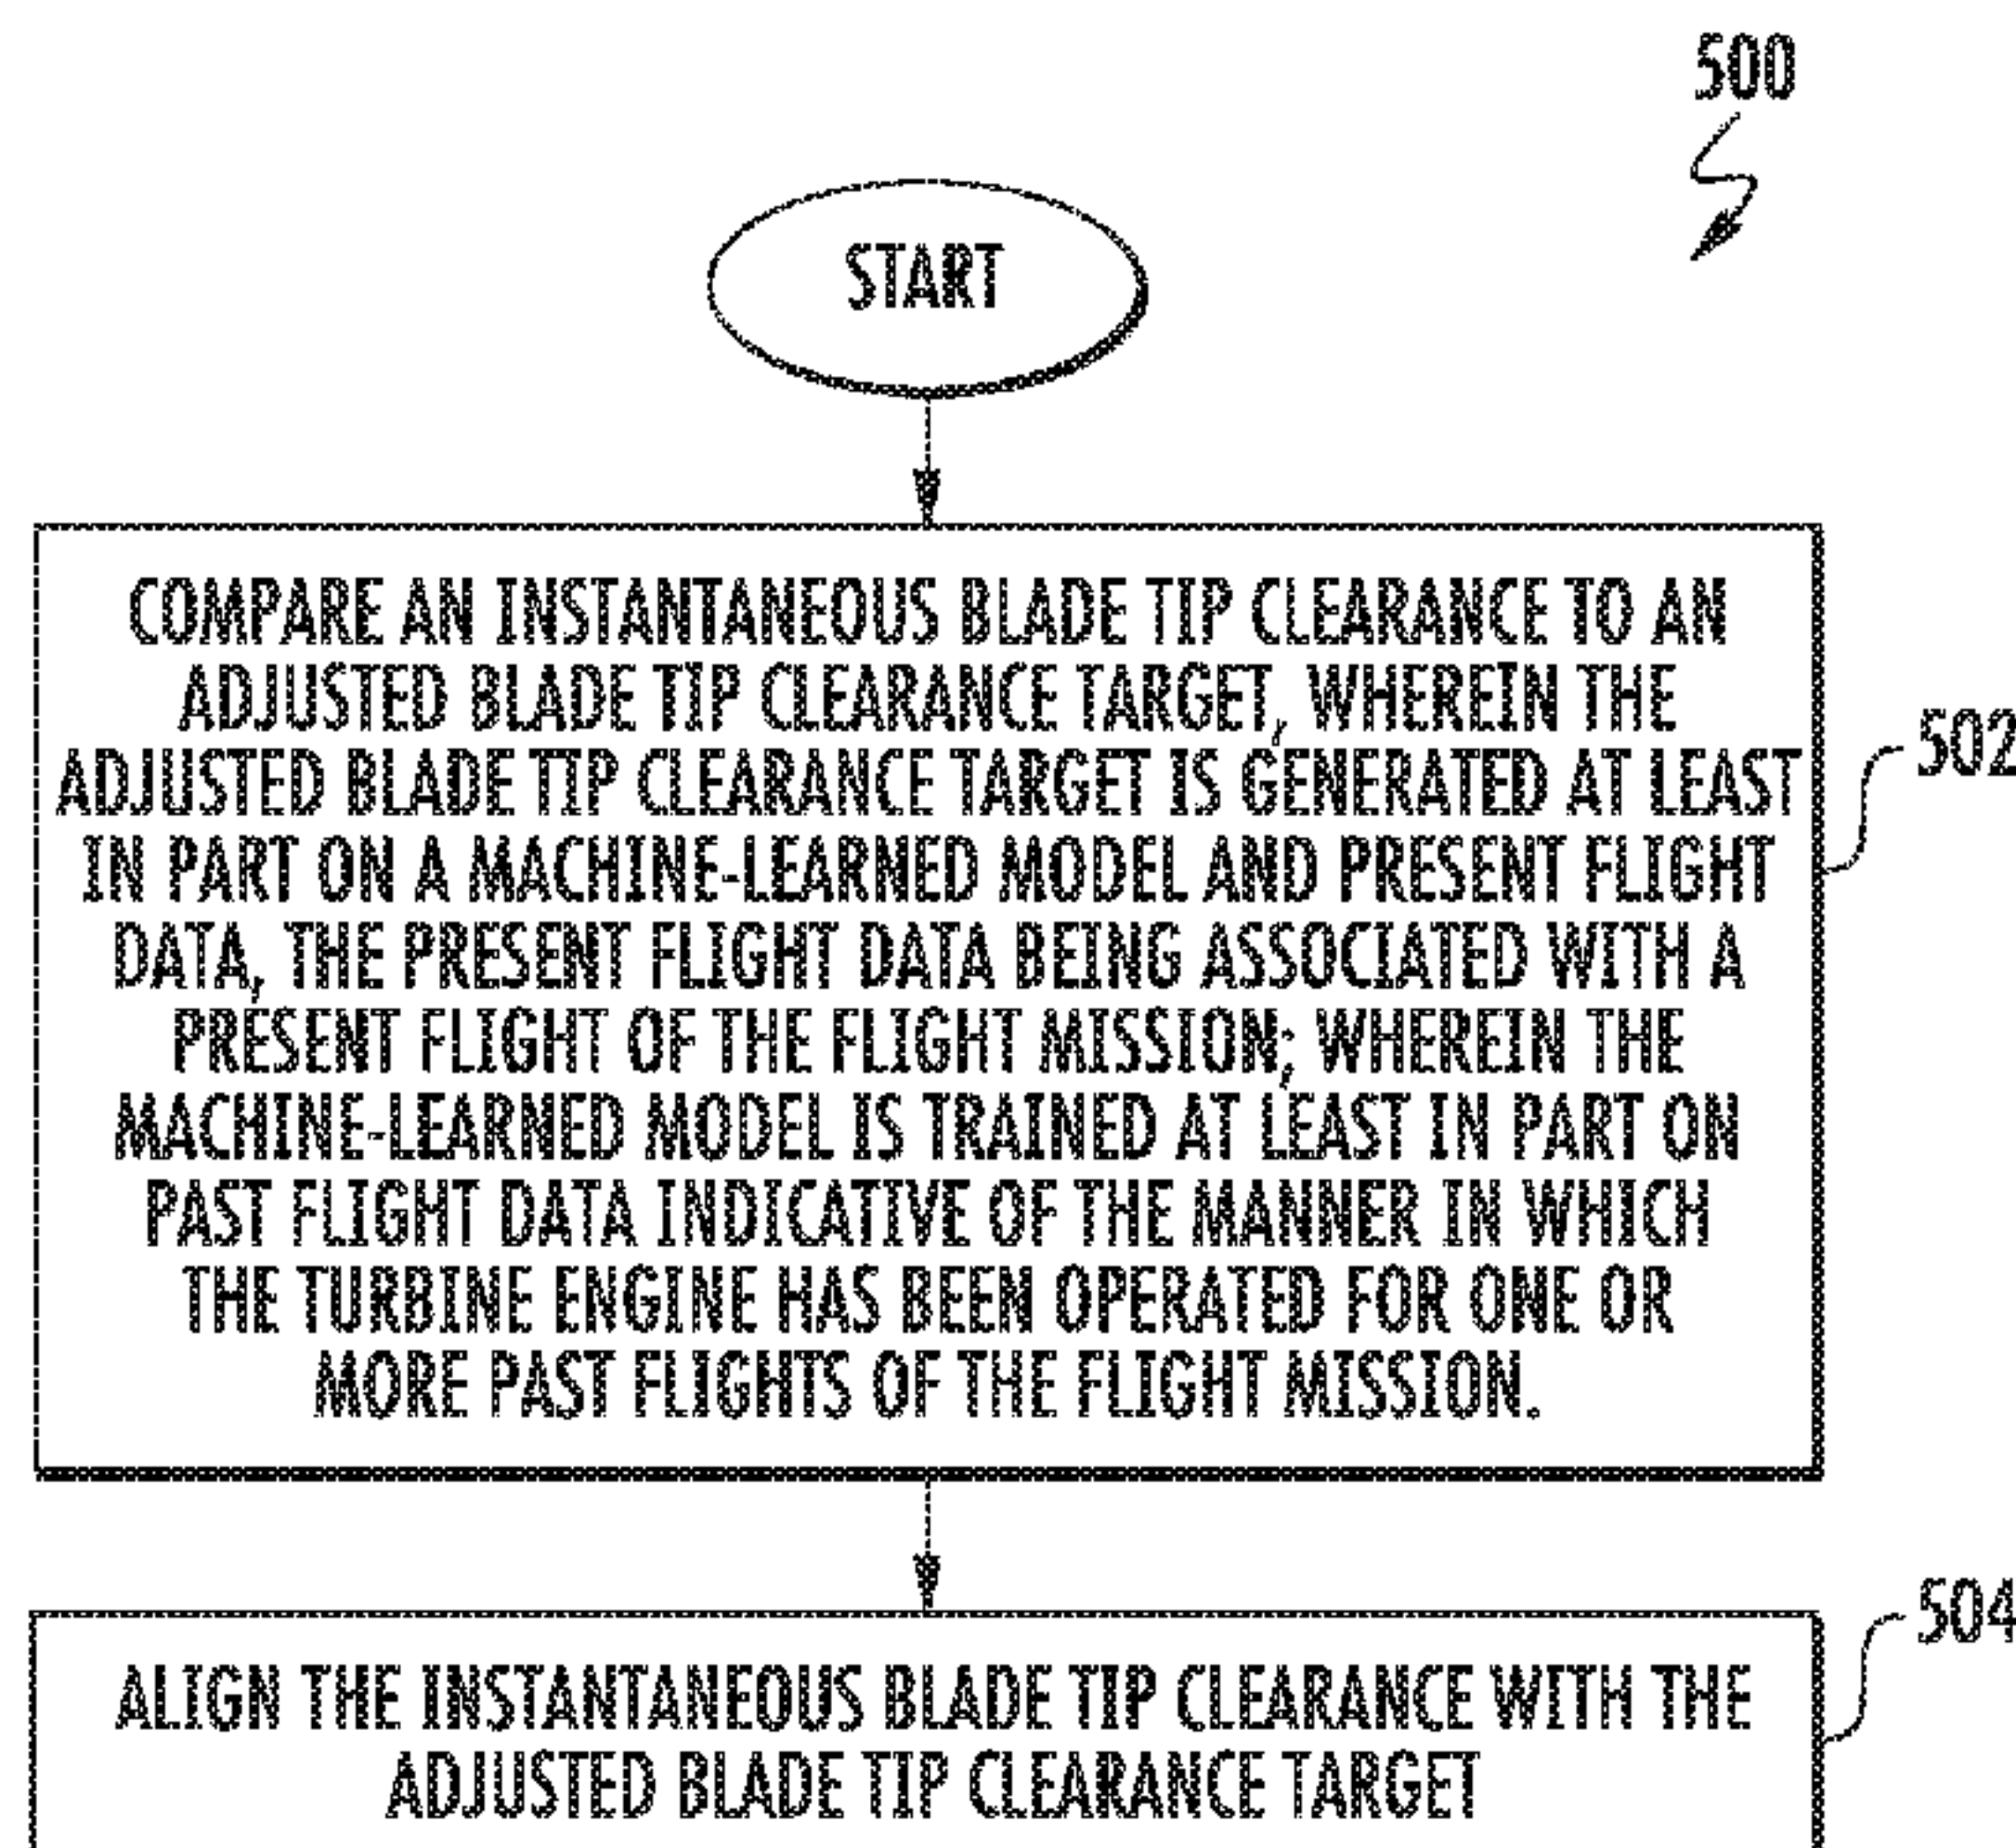 500
START
COMPARE AN INSTANTANEOUS BLADE TIP CLEARANCE TO AN
ADJUSTED BLADE TIP CLEARANCE TARGET, WHEREIN THE
ADJUSTED BLADE TIP CLEARANCE TARGET IS GENERATED AT LEAST
IN PART ON A MACHINE-LEARNED MODEL AND PRESENT FLIGHT
DATA, THE PRESENT FLIGHT DATA BEING ASSOCIATED WITH A
PRESENT FLIGHT OF THE FLIGHT MISSION; WHEREIN THE
MACHINE-LEARNED MODEL IS TRAINED AT LEAST IN PART ON
PAST FLIGHT DATA INDICATIVE OF THE MANNER IN WHICH
THE TURBINE ENGINE HAS BEEN OPERATED FOR ONE OR
MORE PAST FLIGHTS OF THE FLIGHT MISSION.
502
504
ALIGN THE INSTANTANEOUS BLADE TIP CLEARANCE WITH THE
ADJUSTED BLADE TIP CLEARANCE TARGET